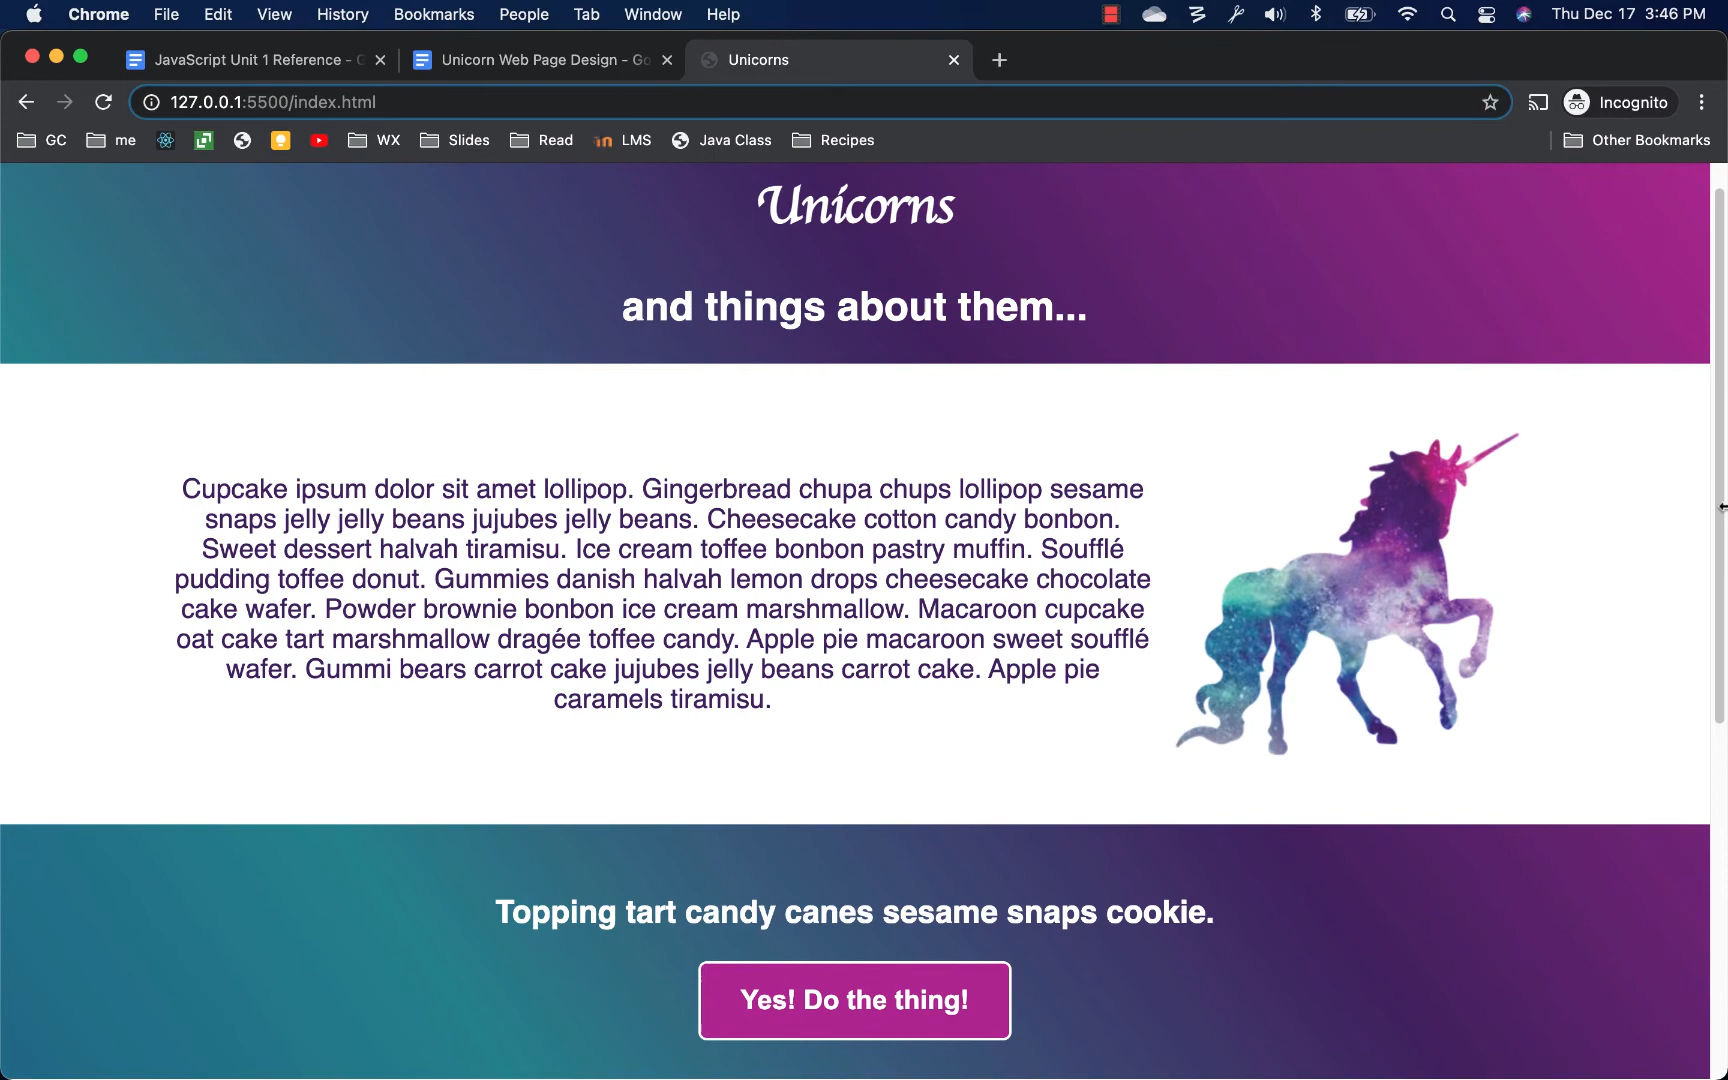 Chrome File Edit View History Bookmarks People Tab Window Help Thu Dec 17 3:46 PM
JavaScript Unit 1 Reference - G Unicorn Web Page Design - Go Unicorns
127.0.0.1:5500/index.html Incognito
GC me WX Slides Read LMS Java Class Recipes Other Bookmarks
Unicorns
and things about them...
Cupcake ipsum dolor sit amet lollipop. Gingerbread chupa chups lollipop sesame
snaps jelly jelly beans jujubes jelly beans. Cheesecake cotton candy bonbon.
Sweet dessert halvah tiramisu. Ice cream toffee bonbon pastry muffin. Soufflé
pudding toffee donut. Gummies danish halvah lemon drops cheesecake chocolate
cake wafer. Powder brownie bonbon ice cream marshmallow. Macaroon cupcake
oat cake tart marshmallow dragée toffee candy. Apple pie macaroon sweet soufflé
wafer. Gummi bears carrot cake jujubes jelly beans carrot cake. Apple pie
caramels tiramisu.
Topping tart candy canes sesame snaps cookie.
Yes! Do the thing!